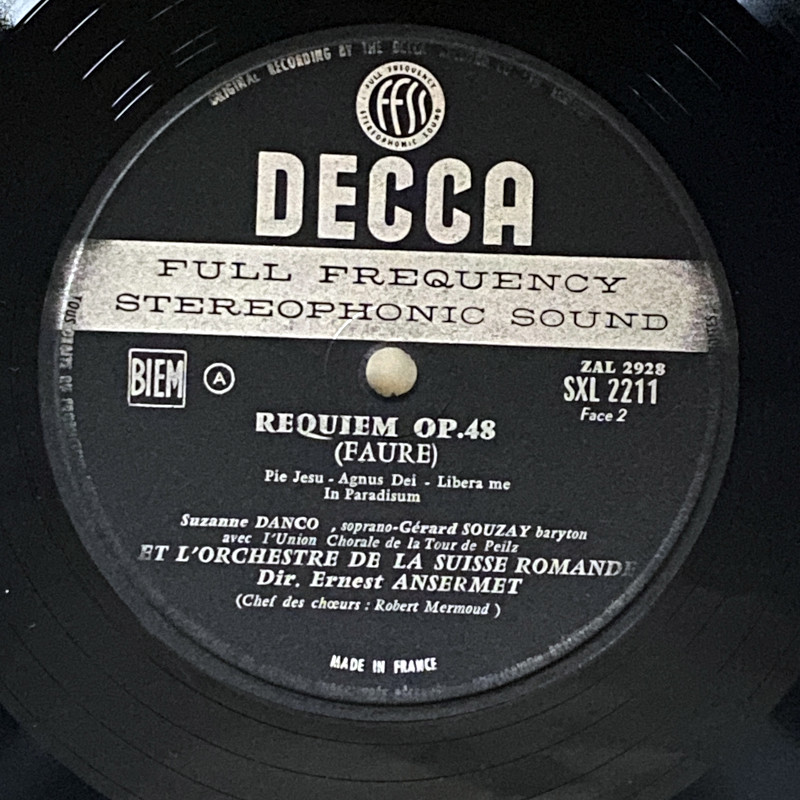 ORIGINAL RECORDING BY THE DECCA
FULL FREQUENCY
FFSS
STEREOPHONIC SOUND
DECCA
FULL FREQUENCY
STEREOPHONIC SOUND
BIEM
A
ZAL 2928
SXL 2211
Face 2
REQUIEM OP.48
(FAURE)
Pie Jesu - Agnus Dei - Libera me
In Paradisum
Suzanne DANCO , soprano-Gérard SOUZAY baryton
avec l'Union Chorale de la Tour de Peilz
ET L'ORCHESTRE DE LA SUISSE ROMANDE
Dir. Ernest ANSERMET
(Chef des chœurs : Robert Mermoud )
MADE IN FRANCE
TOUS DROITS DU